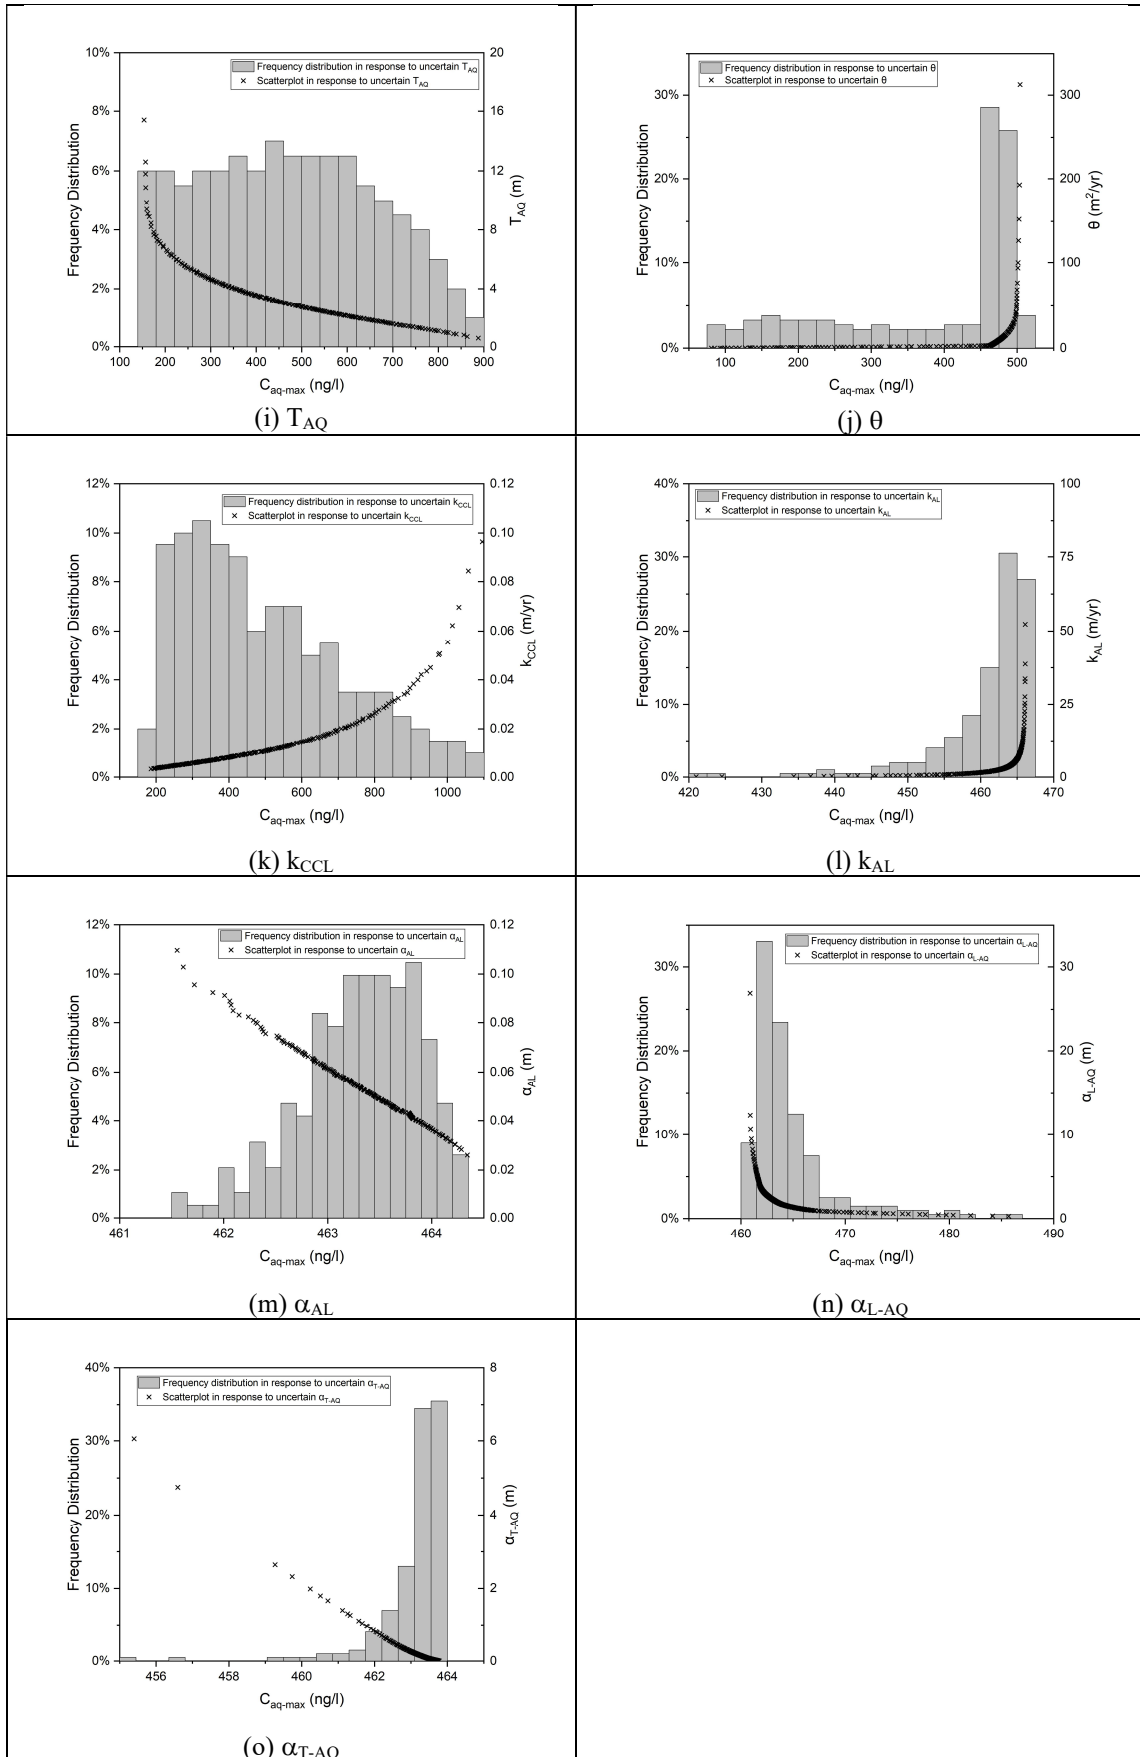 10%
8%
6%
4%
2%
0%
Frequency Distribution
Frequency distribution in response to uncertain T_AQ
Scatterplot in response to uncertain T_AQ
20
16
12
8
4
0
T_AQ (m)
100 200 300 400 500 600 700 800 900
C_aq-max (ng/l)
(i) T_AQ
30%
20%
10%
0%
Frequency Distribution
Frequency distribution in response to uncertain θ
Scatterplot in response to uncertain θ
300
200
100
0
θ (m²/yr)
100 200 300 400 500
C_aq-max (ng/l)
(j) θ
12%
10%
8%
6%
4%
2%
0%
Frequency Distribution
Frequency distribution in response to uncertain k_CCL
Scatterplot in response to uncertain k_CCL
0.12
0.10
0.08
0.06
0.04
0.02
0.00
k_CCL (m/yr)
200 400 600 800 1000
C_aq-max (ng/l)
(k) k_CCL
40%
30%
20%
10%
0%
Frequency Distribution
Frequency distribution in response to uncertain k_AL
Scatterplot in response to uncertain k_AL
100
75
50
25
0
k_AL (m/yr)
420 430 440 450 460 470
C_aq-max (ng/l)
(l) k_AL
12%
10%
8%
6%
4%
2%
0%
Frequency Distribution
Frequency distribution in response to uncertain α_AL
Scatterplot in response to uncertain α_AL
0.12
0.10
0.08
0.06
0.04
0.02
0.00
α_AL (m)
461 462 463 464
C_aq-max (ng/l)
(m) α_AL
30%
20%
10%
0%
Frequency Distribution
Frequency distribution in response to uncertain α_L-AQ
Scatterplot in response to uncertain α_L-AQ
30
20
10
0
α_L-AQ (m)
460 470 480 490
C_aq-max (ng/l)
(n) α_L-AQ
40%
30%
20%
10%
0%
Frequency Distribution
Frequency distribution in response to uncertain α_T-AQ
Scatterplot in response to uncertain α_T-AQ
8
6
4
2
0
α_T-AQ (m)
456 458 460 462 464
C_aq-max (ng/l)
(o) α_T-AQ